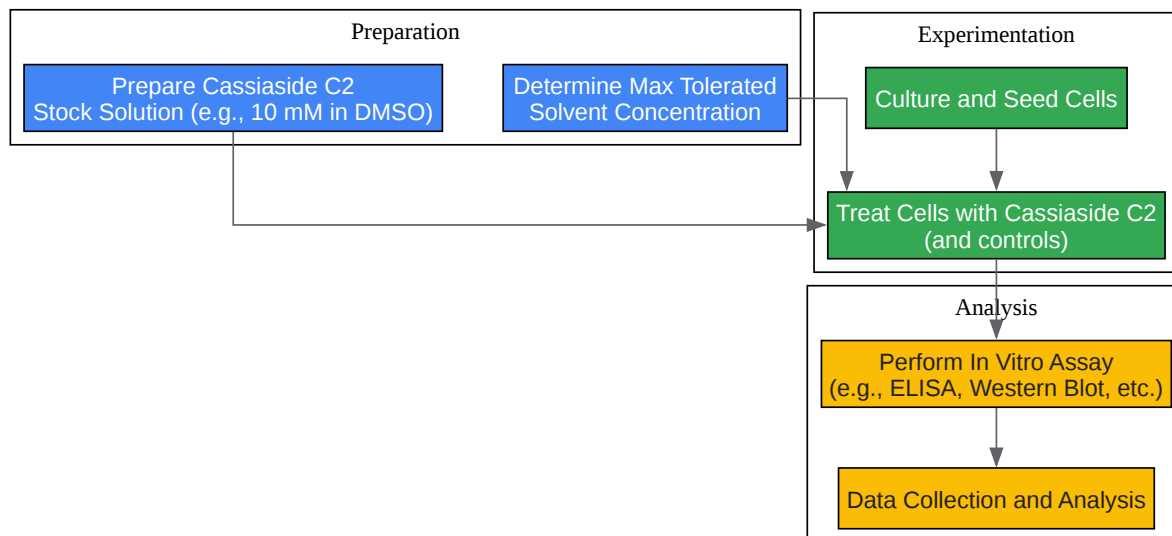 Preparation
Prepare Cassiaside C2
Stock Solution (e.g., 10 mM in DMSO)
Determine Max Tolerated
Solvent Concentration
Experimentation
Culture and Seed Cells
Treat Cells with Cassiaside C2
(and controls)
Analysis
Perform In Vitro Assay
(e.g., ELISA, Western Blot, etc.)
Data Collection and Analysis